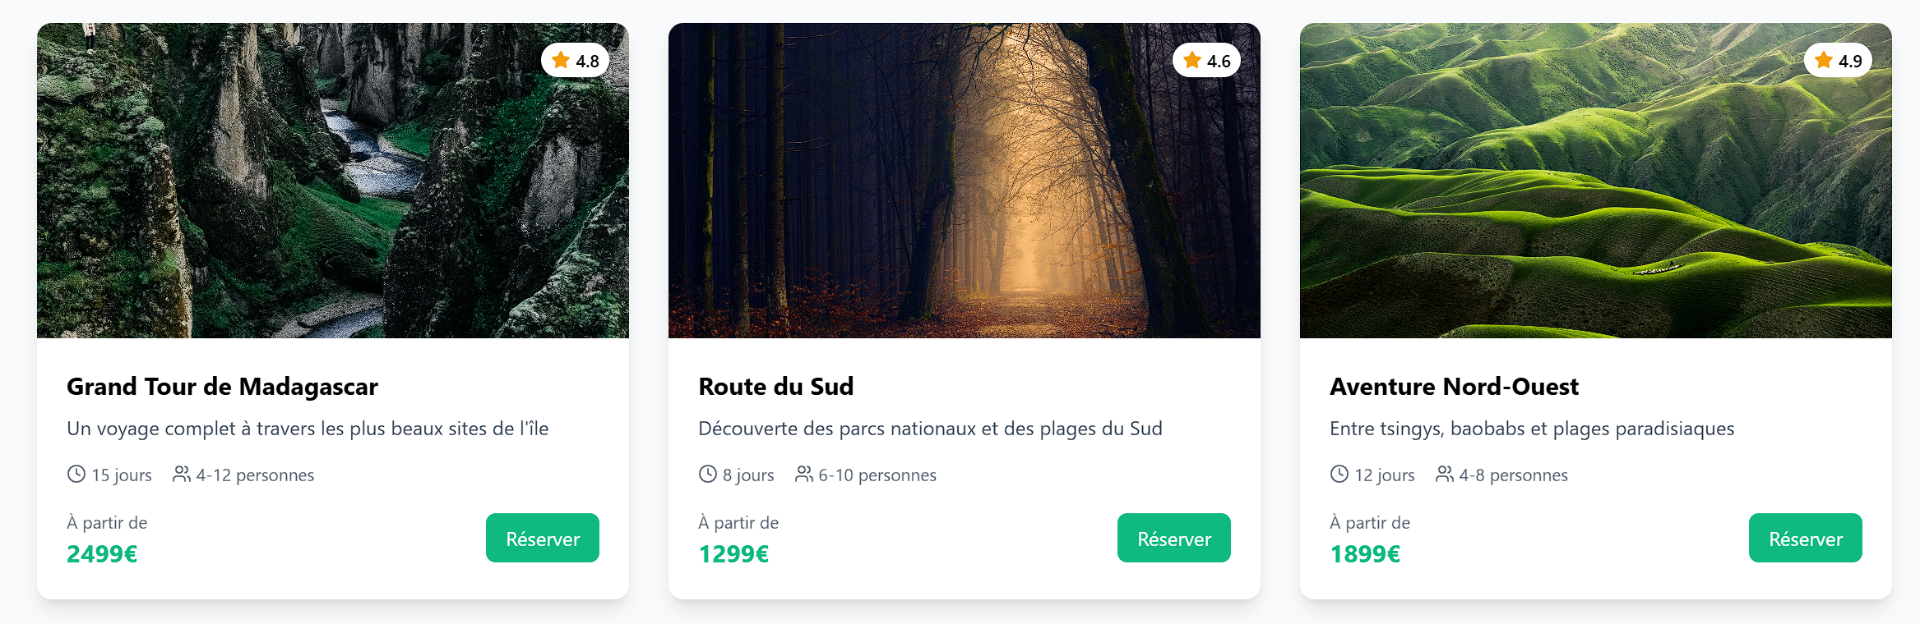 4.8
Grand Tour de Madagascar
Un voyage complet à travers les plus beaux sites de l'île
15 jours
4-12 personnes
À partir de
2499€
Réserver
4.6
Route du Sud
Découverte des parcs nationaux et des plages du Sud
8 jours
6-10 personnes
À partir de
1299€
Réserver
4.9
Aventure Nord-Ouest
Entre tsingys, baobabs et plages paradisiaques
12 jours
4-8 personnes
À partir de
1899€
Réserver